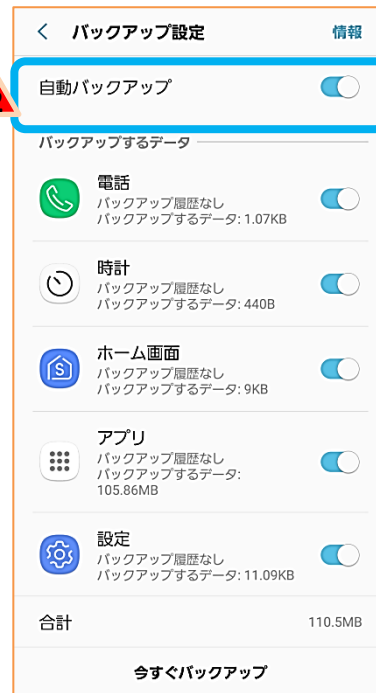 バックアップ設定 情報
自動バックアップ
バックアップするデータ
電話
バックアップ履歴なし
バックアップするデータ: 1.07KB
時計
バックアップ履歴なし
バックアップするデータ: 440B
ホーム画面
バックアップ履歴なし
バックアップするデータ: 9KB
アプリ
バックアップ履歴なし
バックアップするデータ:
105.86MB
設定
バックアップ履歴なし
バックアップするデータ: 11.09KB
合計 110.5MB
今すぐバックアップ